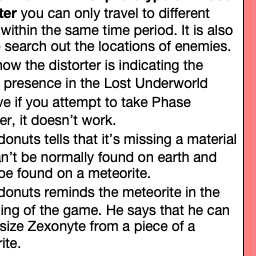 ter you can only travel to different
within the same time period. It is also
search out the locations of enemies.
how the distorter is indicating the
presence in the Lost Underworld
ve if you attempt to take Phase
er, it doesn't work.
donuts tells that it's missing a material
an't be normally found on earth and
be found on a meteorite.
donuts reminds the meteorite in the
ing of the game. He says that he can
size Zexonyte from a piece of a
rite.